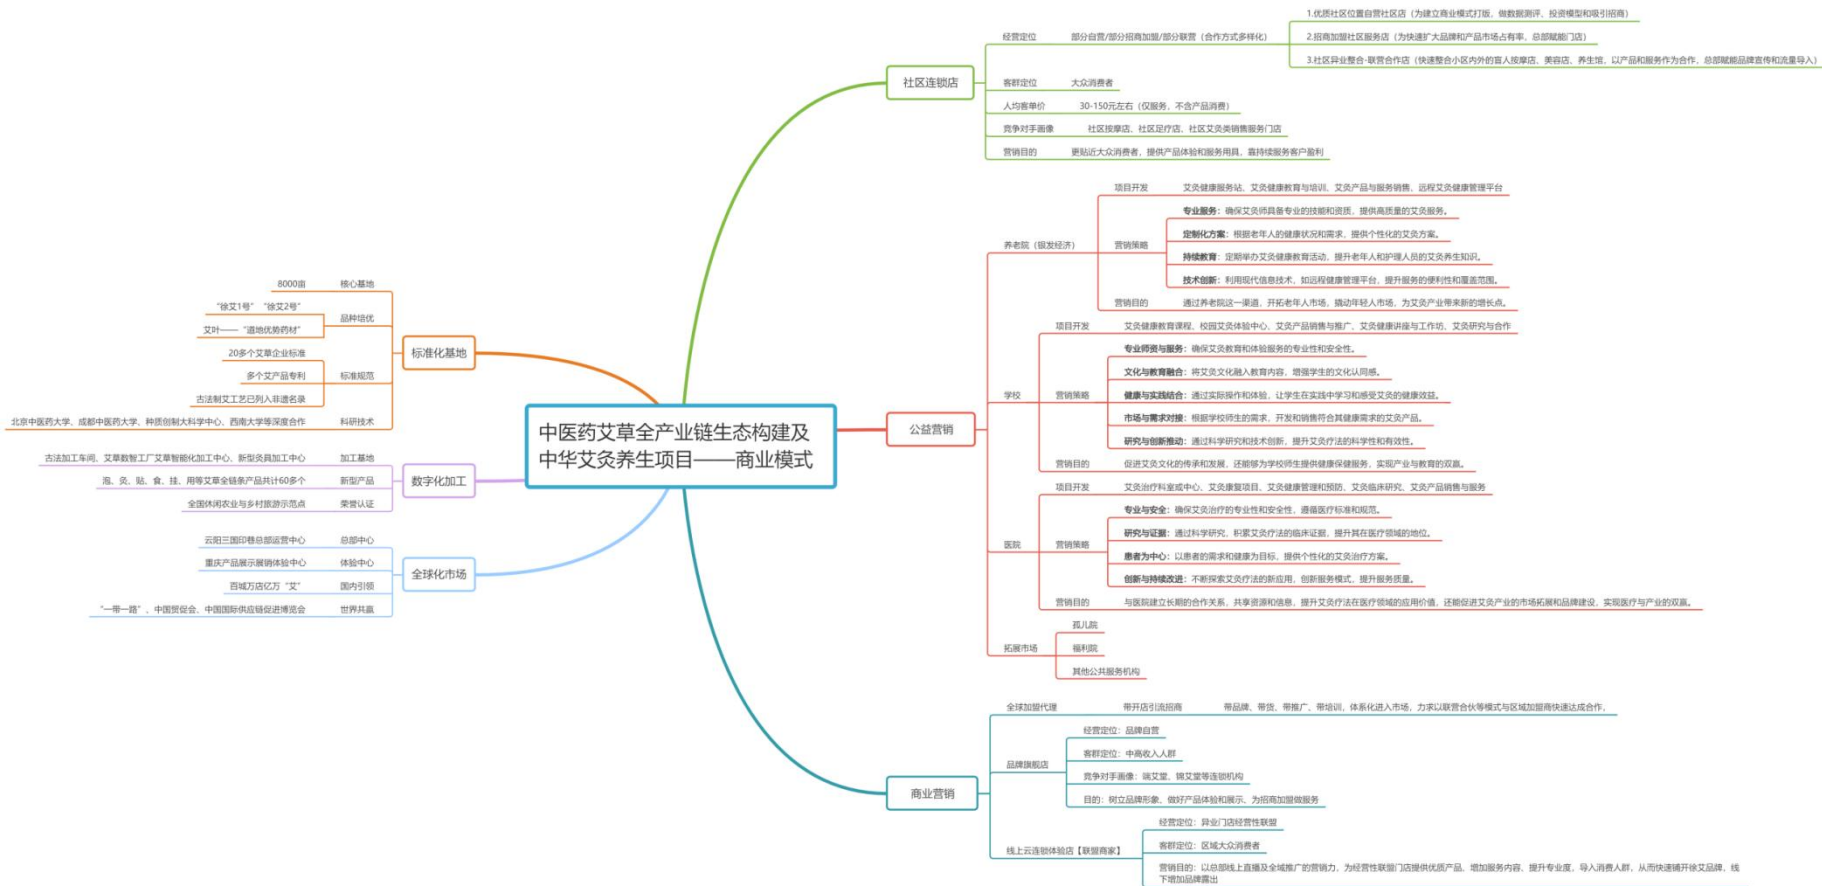 中医药艾草全产业链生态构建及
中华艾灸养生项目——商业模式
标准化基地
核心基地
8000亩
品种培优
“徐艾1号” “徐艾2号”
艾叶——“道地优势药材”
标准规范
20多个艾草企业标准
多个艾产品专利
古法制艾工艺已列入非遗名录
科研技术
北京中医药大学、成都中医药大学、种质创制大科学中心、西南大学等深度合作
数字化加工
加工基地
古法加工车间、艾草数智工厂艾草智能化加工中心、新型灸具加工中心
新型产品
泡、灸、贴、食、挂、用等艾草全链条产品共计60多个
荣誉认证
全国休闲农业与乡村旅游示范点
全球化市场
总部中心
云阳三国印巷总部运营中心
体验中心
重庆产品展示展销体验中心
国内引领
百城万店亿万“艾”
世界共赢
“一带一路”、中国贸促会、中国国际供应链促进博览会
社区连锁店
经营定位
部分自营/部分招商加盟/部分联营（合作方式多样化）
1.优质社区位置自营社区店（为建立商业模式打版，做数据测评、投资模型和吸引招商）
2.招商加盟社区服务店（为快速扩大品牌和产品市场占有率，总部赋能门店）
3.社区异业整合-联营合作店（快速整合小区内外的盲人按摩店、美容店、养生馆，以产品和服务作为合作，总部赋能品牌宣传和流量导入）
客群定位
大众消费者
人均客单价
30-150元左右（仅服务，不含产品消费）
竞争对手画像
社区按摩店、社区足疗店、社区艾灸类销售服务门店
营销目的
更贴近大众消费者，提供产品体验和服务用具，靠持续服务客户盈利
公益营销
养老院（银发经济）
项目开发
艾灸健康服务站、艾灸健康教育与培训、艾灸产品与服务销售、远程艾灸健康管理平台
营销策略
专业服务：确保艾灸师具备专业的技能和资质，提供高质量的艾灸服务。
定制化方案：根据老年人的健康状况和需求，提供个性化的艾灸方案。
持续教育：定期举办艾灸健康教育活动，提升老年人和护理人员的艾灸养生知识。
技术创新：利用现代信息技术，如远程健康管理平台，提升服务的便利性和覆盖范围。
营销目的
通过养老院这一渠道，开拓老年人市场，撬动年轻人市场，为艾灸产业带来新的增长点。
学校
项目开发
艾灸健康教育课程、校园艾灸体验中心、艾灸产品销售与推广、艾灸健康讲座与工作坊、艾灸研究与合作
营销策略
专业师资与服务：确保艾灸教育和体验服务的专业性和安全性。
文化与教育融合：将艾灸文化融入教育内容，增强学生的文化认同感。
健康与实践结合：通过实际操作和体验，让学生在实践中学习和感受艾灸的健康效益。
市场与需求对接：根据学校师生的需求，开发和销售符合其健康需求的艾灸产品。
研究与创新推动：通过科学研究和技术创新，提升艾灸疗法的科学性和有效性。
营销目的
促进艾灸文化的传承和发展，还能够为学校师生提供健康保健服务，实现产业与教育的双赢。
医院
项目开发
艾灸治疗科室或中心、艾灸康复项目、艾灸健康管理和预防、艾灸临床研究、艾灸产品销售与服务
营销策略
专业与安全：确保艾灸治疗的专业性和安全性，遵循医疗标准和规范。
研究与证据：通过科学研究，积累艾灸疗法的临床证据，提升其在医疗领域的地位。
患者为中心：以患者的需求和健康为目标，提供个性化的艾灸治疗方案。
创新与持续改进：不断探索艾灸疗法的新应用，创新服务模式，提升服务质量。
营销目的
与医院建立长期的合作关系，共享资源和信息，提升艾灸疗法在医疗领域的应用价值，还能促进艾灸产业的市场拓展和品牌建设，实现医疗与产业的双赢。
拓展市场
孤儿院
福利院
其他公共服务机构
商业营销
全球加盟代理
带开店引流招商
带品牌、带货、带推广、带培训，体系化进入市场，力求以联营合伙等模式与区域加盟商快速达成合作，
品牌旗舰店
经营定位：品牌自营
客群定位：中高收入人群
竞争对手画像：端艾堂、锦艾堂等连锁机构
目的：树立品牌形象、做好产品体验和展示、为招商加盟做服务
线上云连锁体验店【联盟商家】
经营定位：异业门店经营性联盟
客群定位：区域大众消费者
营销目的：以总部线上直播及全域推广的营销力，为经营性联盟门店提供优质产品，增加服务内容，提升专业度，导入消费人群，从而快速铺开徐艾品牌，线
下增加品牌露出